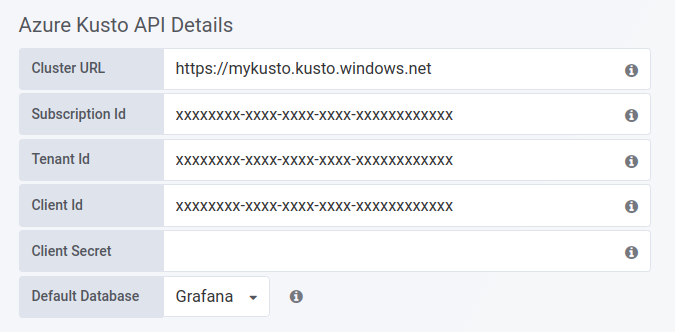 Azure Kusto API Details
Cluster URL https://mykusto.kusto.windows.net
Subscription Id xxxxxxxx-xxxx-xxxx-xxxx-xxxxxxxxxxxx
Tenant Id xxxxxxxx-xxxx-xxxx-xxxx-xxxxxxxxxxxx
Client Id xxxxxxxx-xxxx-xxxx-xxxx-xxxxxxxxxxxx
Client Secret
Default Database Grafana